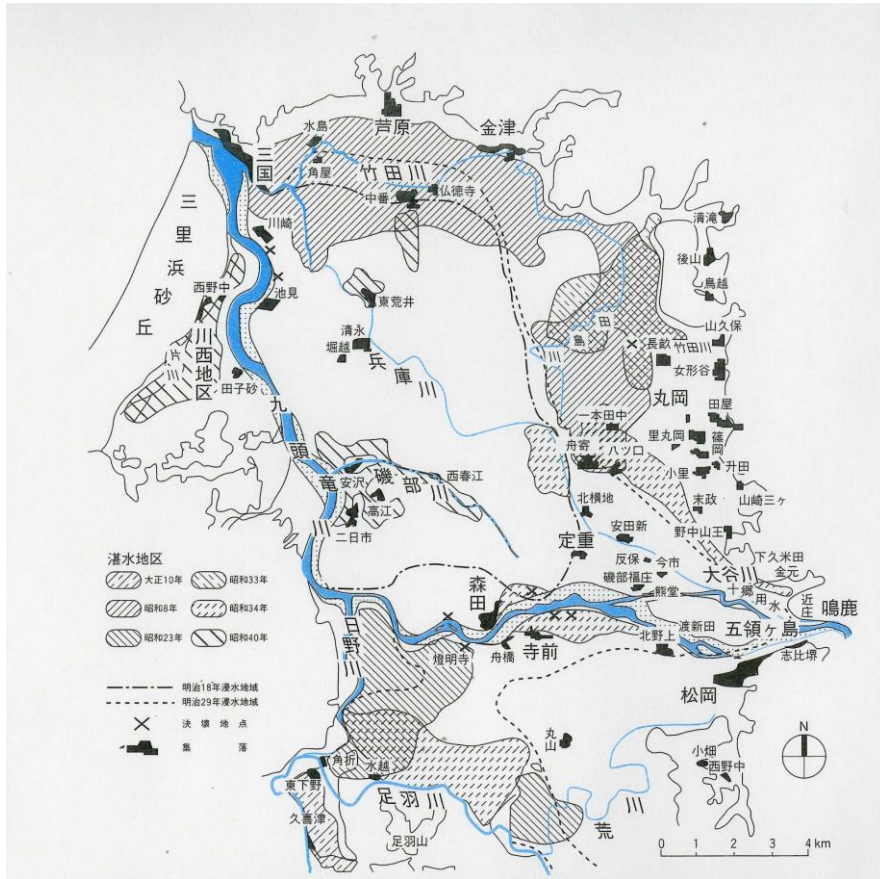 芦原
金津
水島
三国
角屋
竹田川
仏徳寺
中番
清滝
三里浜砂丘
川崎
後山
鳥越
西野中
池見
東荒井
川西地区
清永
堀越
兵庫川
島田川
山久保
長畝
竹田川
女形谷
田子砂
丸岡
田屋
一本田中
里丸岡
篠岡
舟寄
八ツ口
九頭竜川
小里
升田
安沢
磯部川
西春江
末政
山崎三ヶ
高江
北横地
二日市
安田新
野中山王
定重
湛水地区
反保
今市
大谷川
下久米田
金元
大正10年
昭和33年
森田
磯部福庄
熊堂
十郷用水
近庄
鳴鹿
昭和8年
昭和34年
日野川
渡新田
五領ヶ島
昭和23年
昭和40年
燈明寺
舟橋
寺前
北野上
志比堺
明治18年浸水地域
松岡
明治29年浸水地域
決壊地点
丸山
N
集落
小畑
角折
水越
西野中
東下野
足羽川
荒川
久喜津
足羽山
0 1 2 3 4km